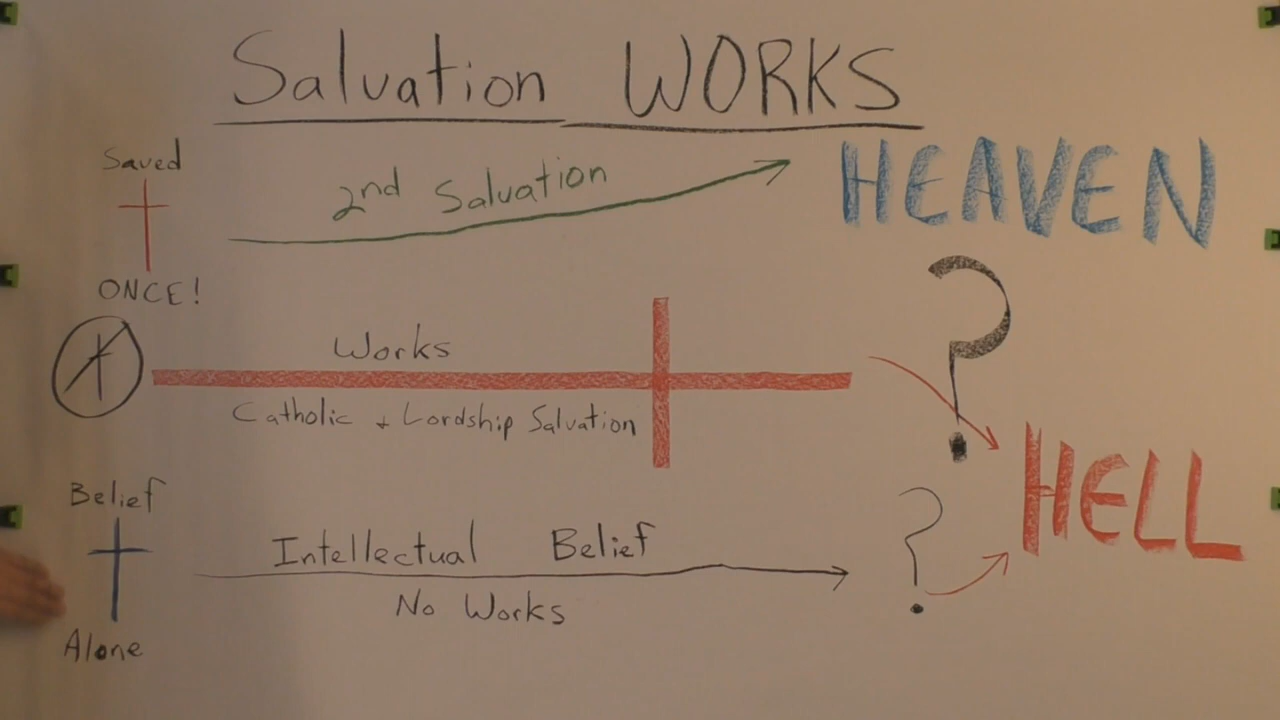 Salvation WORKS
Saved
2nd Salvation
HEAVEN
ONCE!
?
Works
Catholic + Lordship Salvation
HELL
Belief
Intellectual Belief
?
No Works
Alone